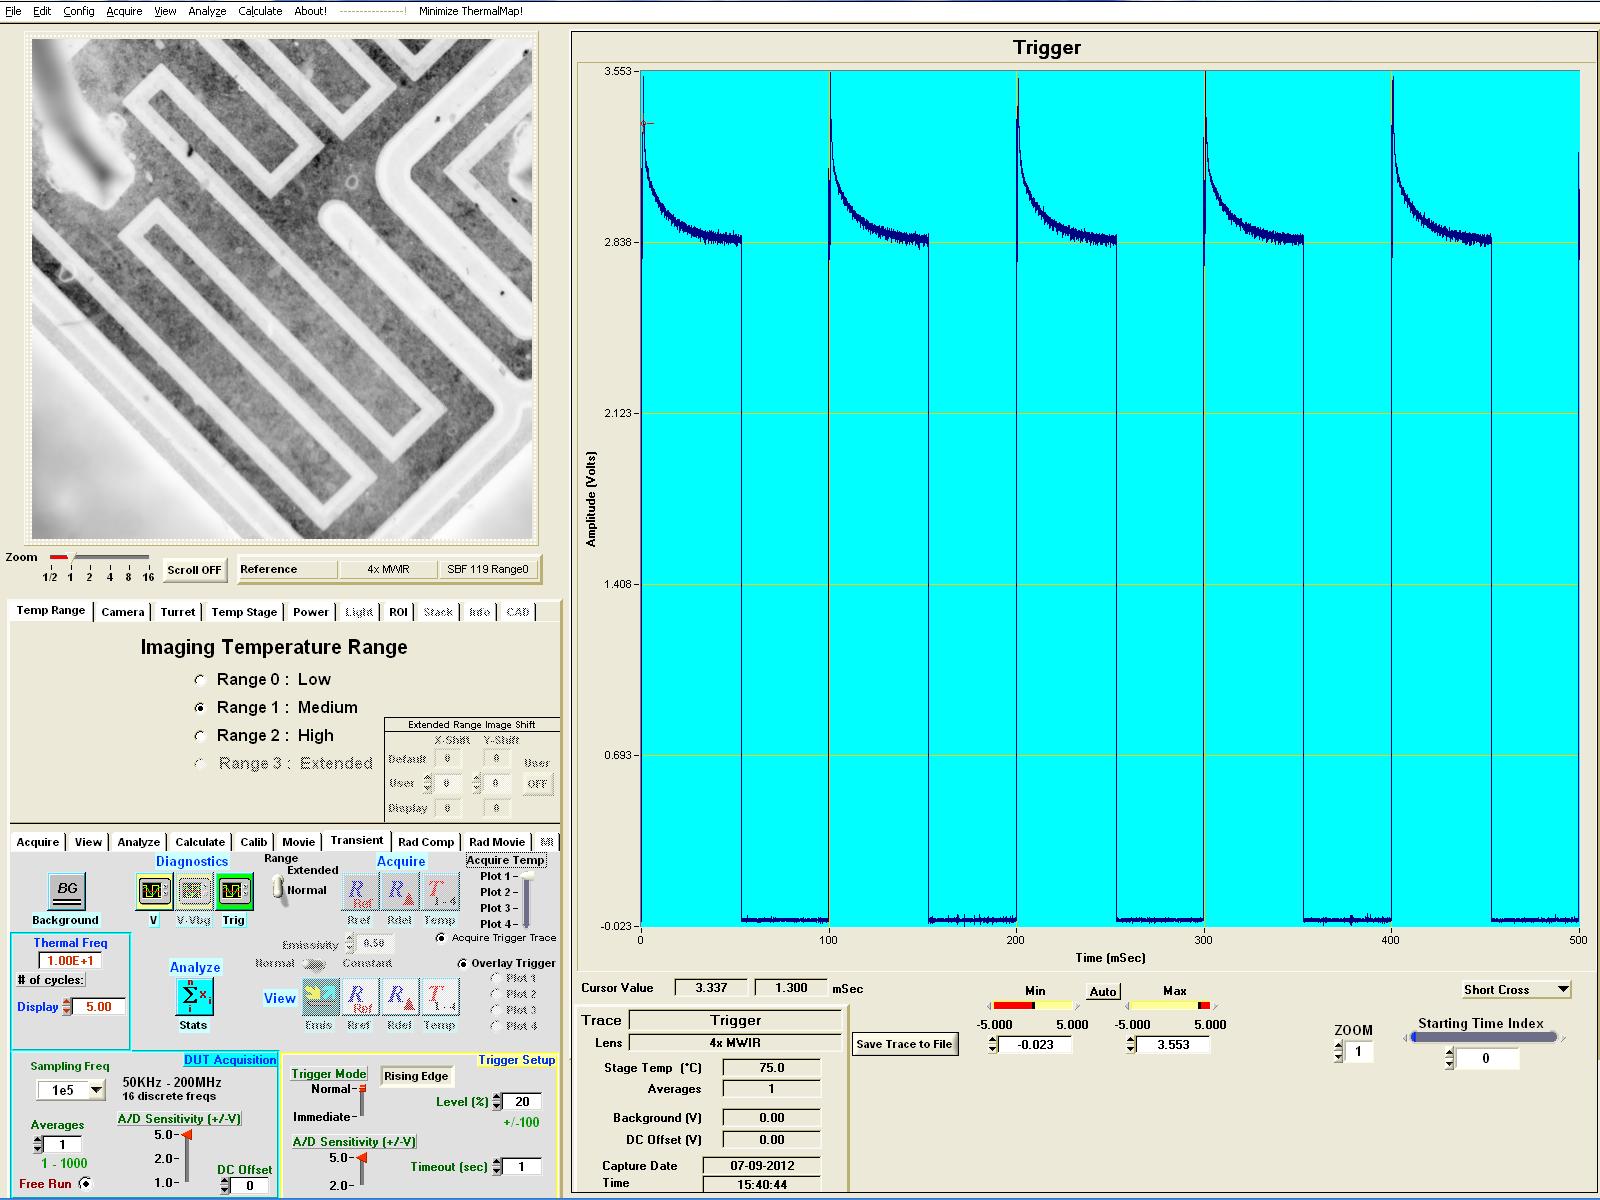 File Edit Config Acquire View Analyze Calculate About! Minimize ThermalMap!
Trigger
3.553
2.838
2.123
1.408
0.693
-0.023
Amplitude (Volts)
0 100 200 300 400 500
Time (mSec)
Zoom
1/2 1 2 4 8 16
Scroll OFF
Reference 4x MWIR SBF 119 Range0
Temp Range Camera Turret Temp Stage Power Light ROI Stack Info CAD
Imaging Temperature Range
Range 0 : Low
Range 1 : Medium
Range 2 : High
Range 3 : Extended
Extended Range Image Shift
X-Shift Y-Shift
Default 0 0 User
User 0 0 OFF
Display 0 0
Acquire View Analyze Calculate Calib Movie Transient Rad Comp Rad Movie
Diagnostics
Range
Extended
Normal
Acquire
Acquire Temp
Plot 1
Plot 2
Plot 3
Plot 4
BG
Background
V V-Vbg Trig
R Ref R T 1-4
Rref Rdel Temp
Acquire Trigger Trace
Emissivity 0.50
Normal Constant
Overlay Trigger
Plot 1
Plot 2
Plot 3
Plot 4
Thermal Freq
1.00E+1
# of cycles:
Display 5.00
Analyze
n Σ xi i
Stats
View
R Ref R T 1-4
Emis Rref Rdel Temp
DUT Acquisition
Sampling Freq
1e5
50KHz - 200MHz
16 discrete freqs
A/D Sensitivity (+/-V)
5.0
2.0
1.0
Averages
1
1 - 1000
Free Run
DC Offset
0
Trigger Setup
Trigger Mode
Normal
Immediate
Rising Edge
Level (%) 20
+/-100
A/D Sensitivity (+/-V)
5.0
2.0
Timeout (sec) 1
Cursor Value 3.337 1.300 mSec
Trace Trigger
Lens 4x MWIR
Stage Temp (°C) 75.0
Averages 1
Background (V) 0.00
DC Offset (V) 0.00
Capture Date 07-09-2012
Time 15:40:44
Save Trace to File
Min Auto Max
-5.000 5.000 -5.000 5.000
-0.023 3.553
Short Cross
ZOOM
1
Starting Time Index
0